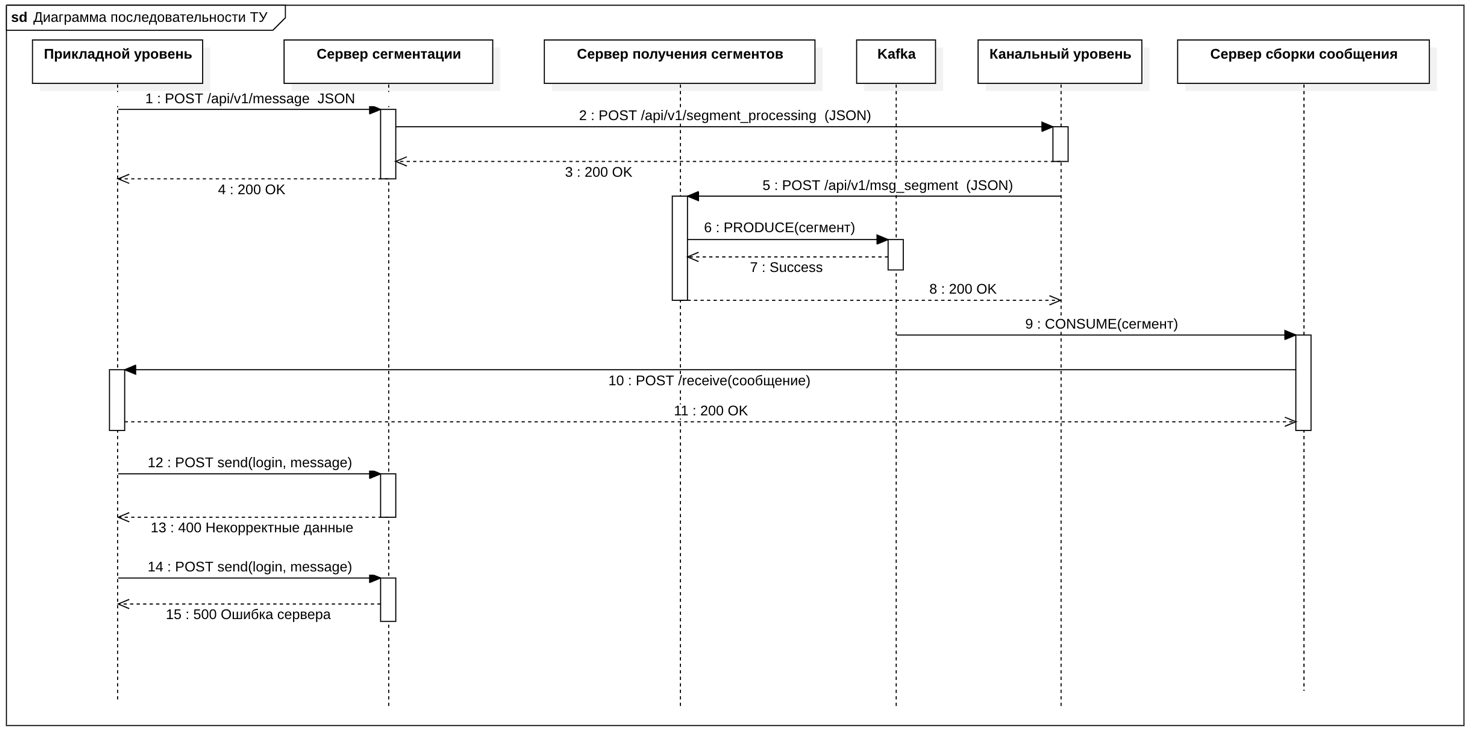 sd Диаграмма последовательности ТУ
Прикладной уровень
Сервер сегментации
Сервер получения сегментов
Kafka
Канальный уровень
Сервер сборки сообщения
1 : POST /api/v1/message  JSON
2 : POST /api/v1/segment_processing  (JSON)
3 : 200 OK
4 : 200 OK
5 : POST /api/v1/msg_segment  (JSON)
6 : PRODUCE(сегмент)
7 : Success
8 : 200 OK
9 : CONSUME(сегмент)
10 : POST /receive(сообщение)
11 : 200 OK
12 : POST send(login, message)
13 : 400 Некорректные данные
14 : POST send(login, message)
15 : 500 Ошибка сервера